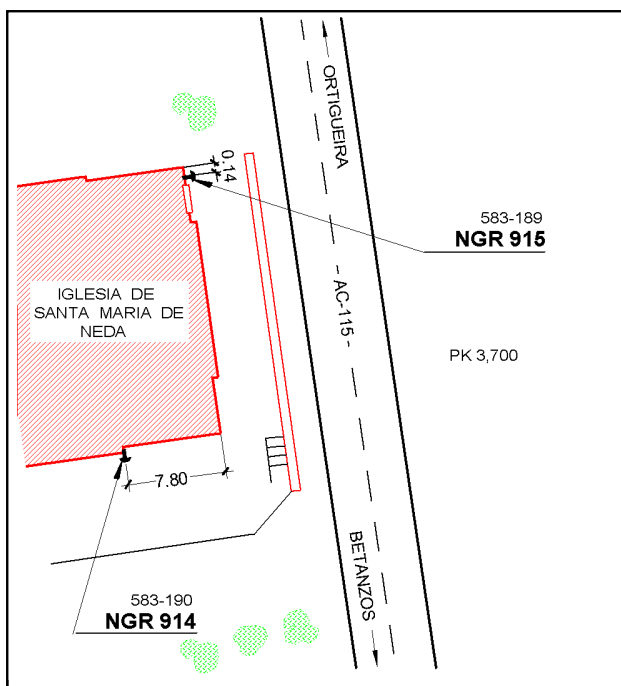 ORTIGUEIRA
0.14
583-189
NGR 915
IGLESIA DE
SANTA MARIA DE
NEDA
- AC-115 -
PK 3,700
7.80
BETANZOS
583-190
NGR 914